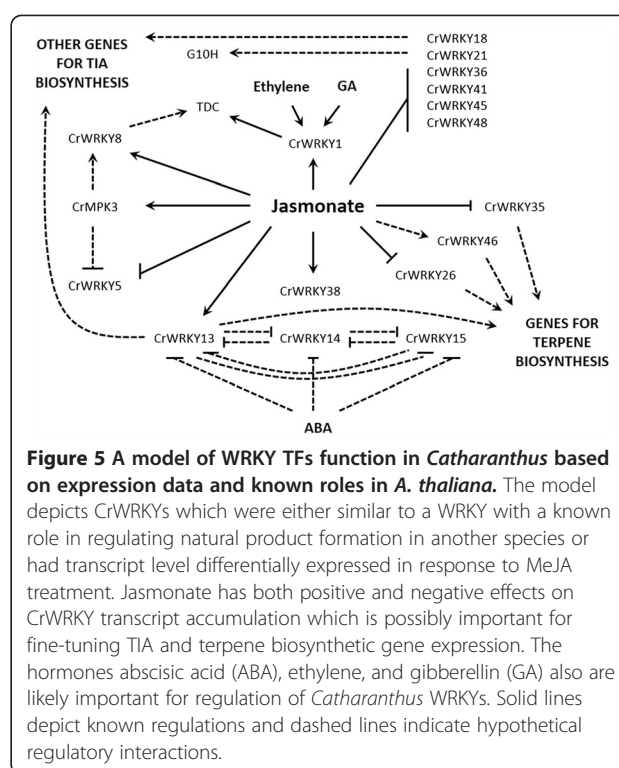 OTHER GENES
FOR TIA
BIOSYNTHESIS
CrWRKY18
CrWRKY21
CrWRKY36
CrWRKY41
CrWRKY45
CrWRKY48
G10H
Ethylene
GA
TDC
CrWRKY8
CrWRKY1
CrMPK3
Jasmonate
CrWRKY35
CrWRKY46
CrWRKY26
CrWRKY5
CrWRKY38
CrWRKY13
CrWRKY14
CrWRKY15
GENES FOR
TERPENE
BIOSYNTHESIS
ABA
Figure 5 A model of WRKY TFs function in Catharanthus based
on expression data and known roles in A. thaliana. The model
depicts CrWRKYs which were either similar to a WRKY with a known
role in regulating natural product formation in another species or
had transcript level differentially expressed in response to MeJA
treatment. Jasmonate has both positive and negative effects on
CrWRKY transcript accumulation which is possibly important for
fine-tuning TIA and terpene biosynthetic gene expression. The
hormones abscisic acid (ABA), ethylene, and gibberellin (GA) also are
likely important for regulation of Catharanthus WRKYs. Solid lines
depict known regulations and dashed lines indicate hypothetical
regulatory interactions.